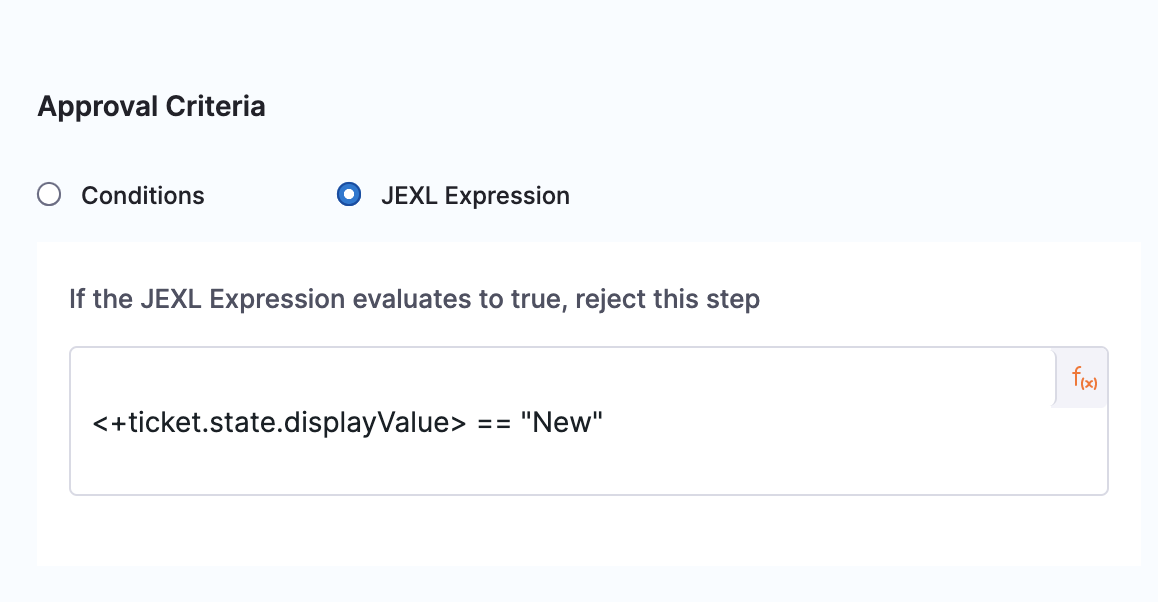 Approval Criteria
Conditions
JEXL Expression
If the JEXL Expression evaluates to true, reject this step
f(x)
<+ticket.state.displayValue> == "New"